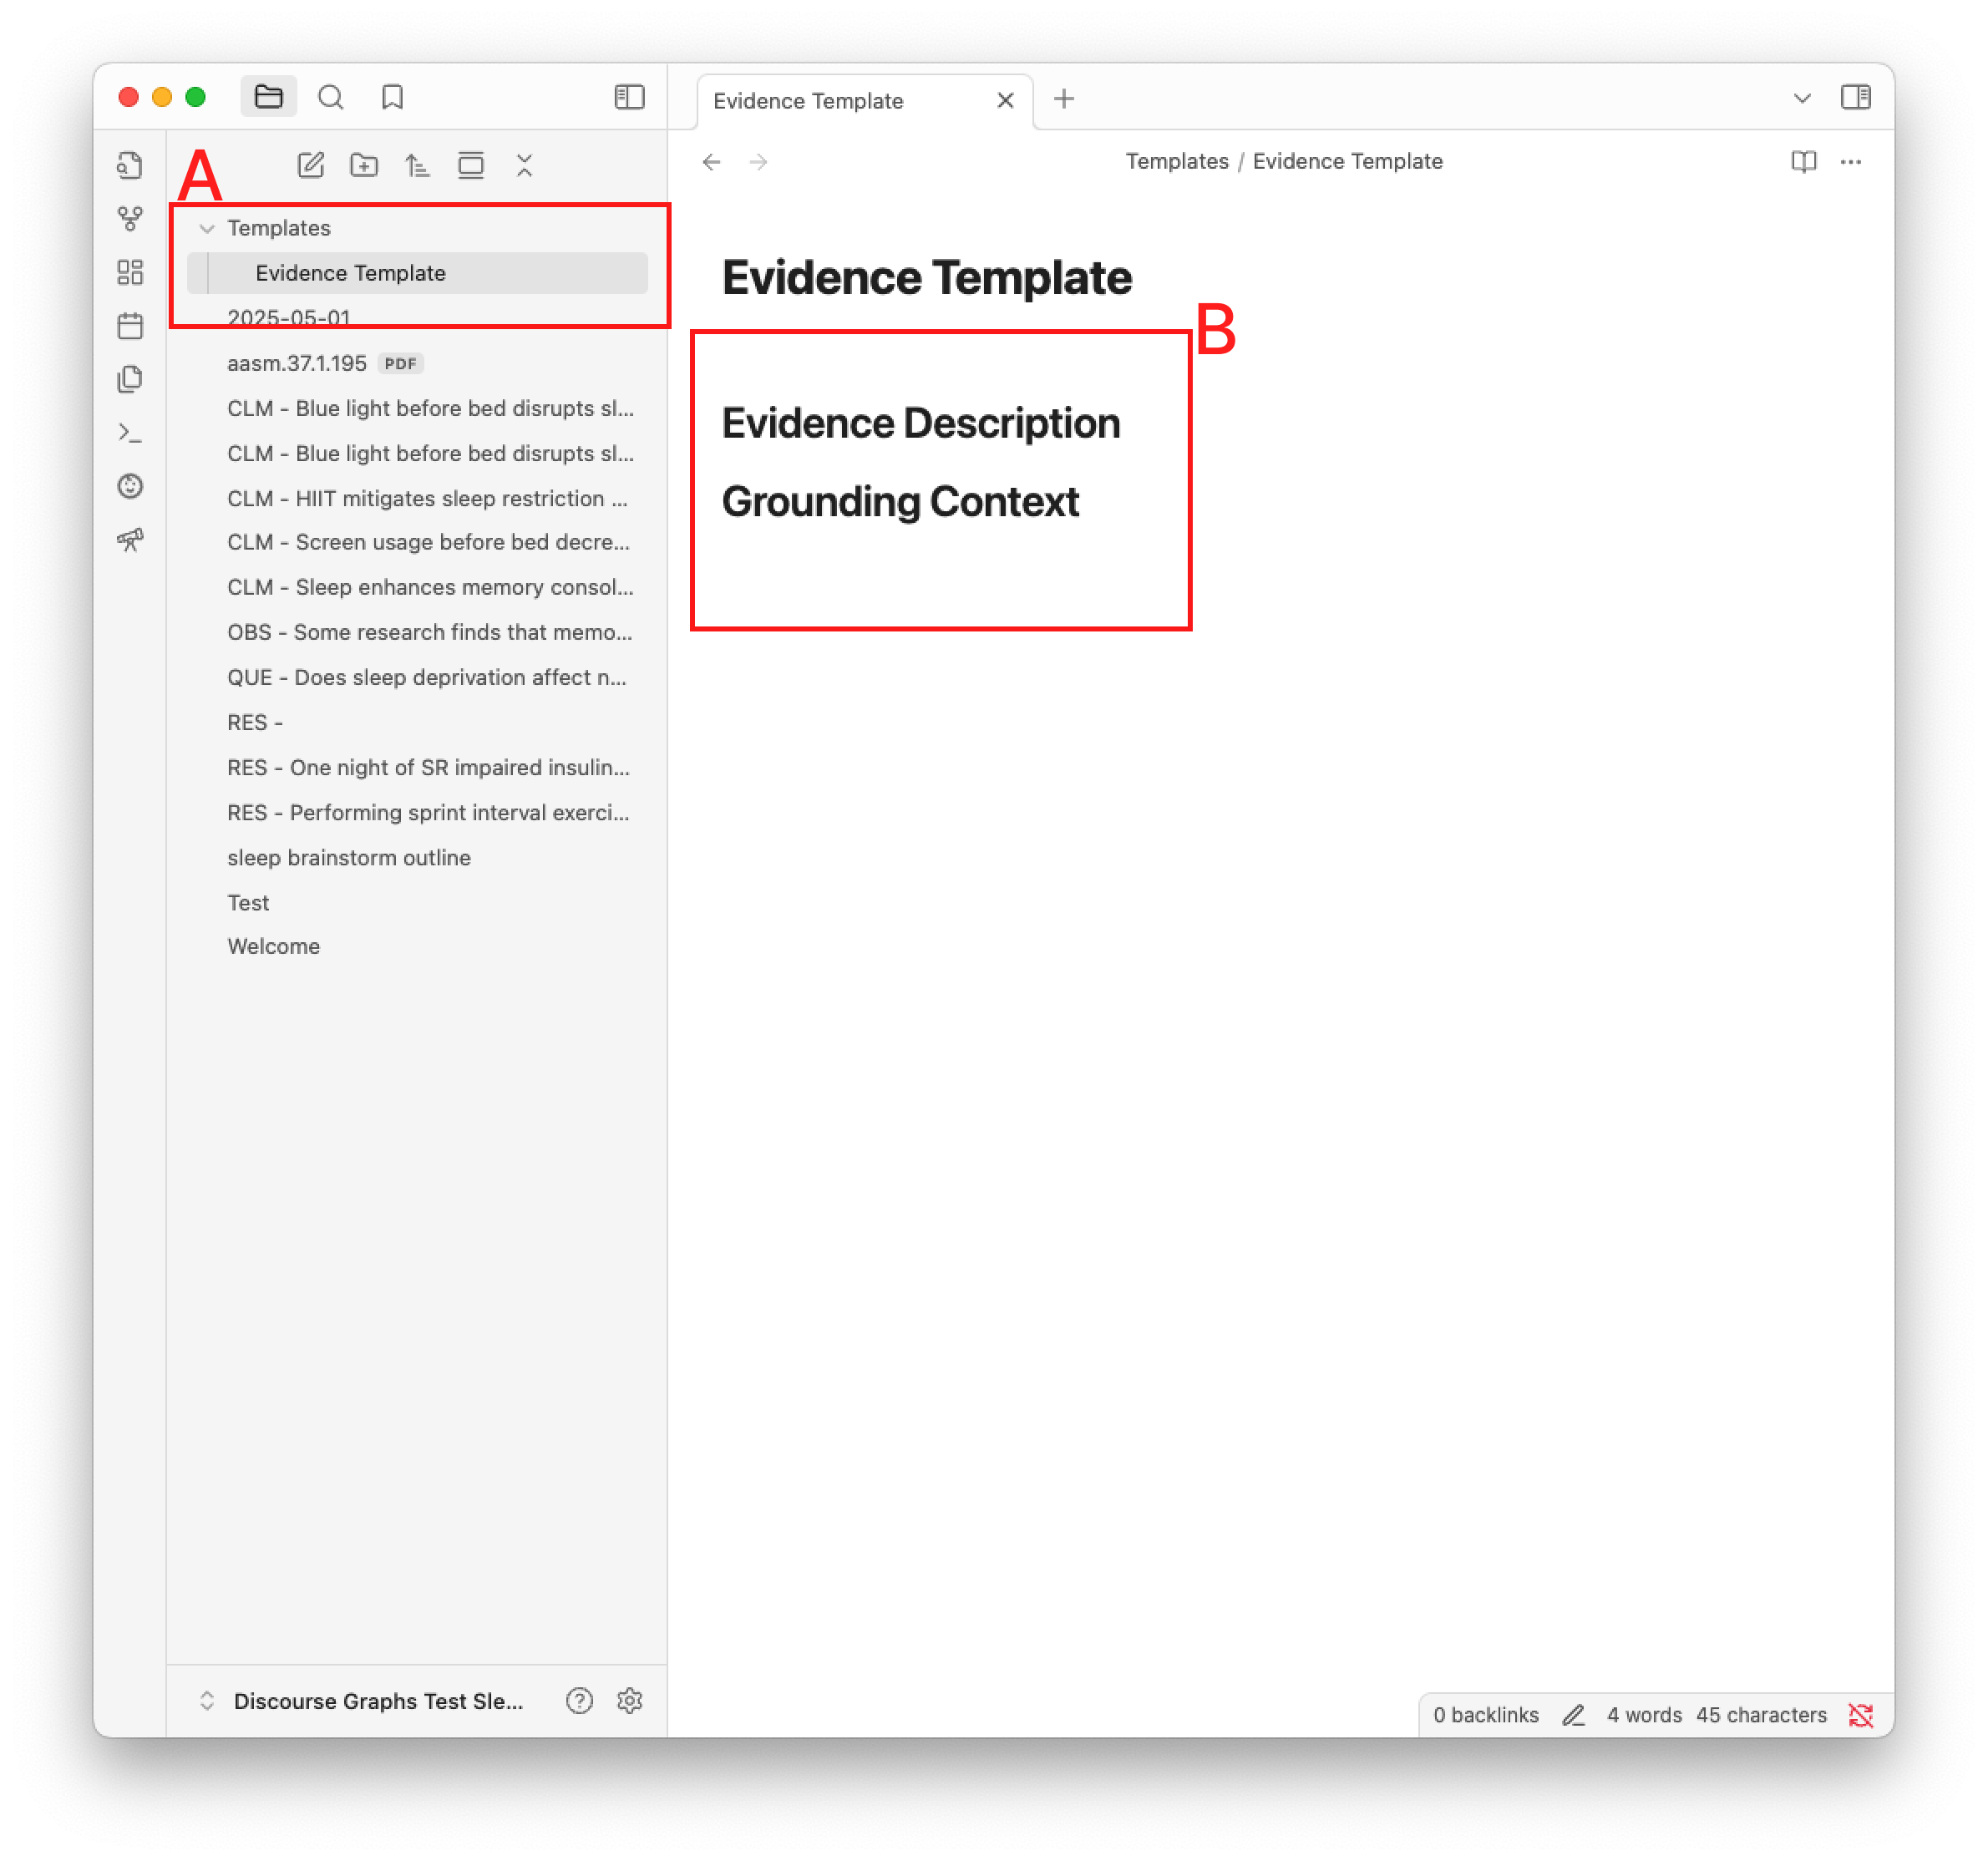 Evidence Template
A
Templates / Evidence Template
Templates
Evidence Template
2025-05-01
aasm.37.1.195 PDF
CLM - Blue light before bed disrupts sl...
CLM - Blue light before bed disrupts sl...
CLM - HIIT mitigates sleep restriction ...
CLM - Screen usage before bed decre...
CLM - Sleep enhances memory consol...
OBS - Some research finds that memo...
QUE - Does sleep deprivation affect n...
RES -
RES - One night of SR impaired insulin...
RES - Performing sprint interval exerci...
sleep brainstorm outline
Test
Welcome
Discourse Graphs Test Sle...
Evidence Template
B
Evidence Description
Grounding Context
0 backlinks 4 words 45 characters